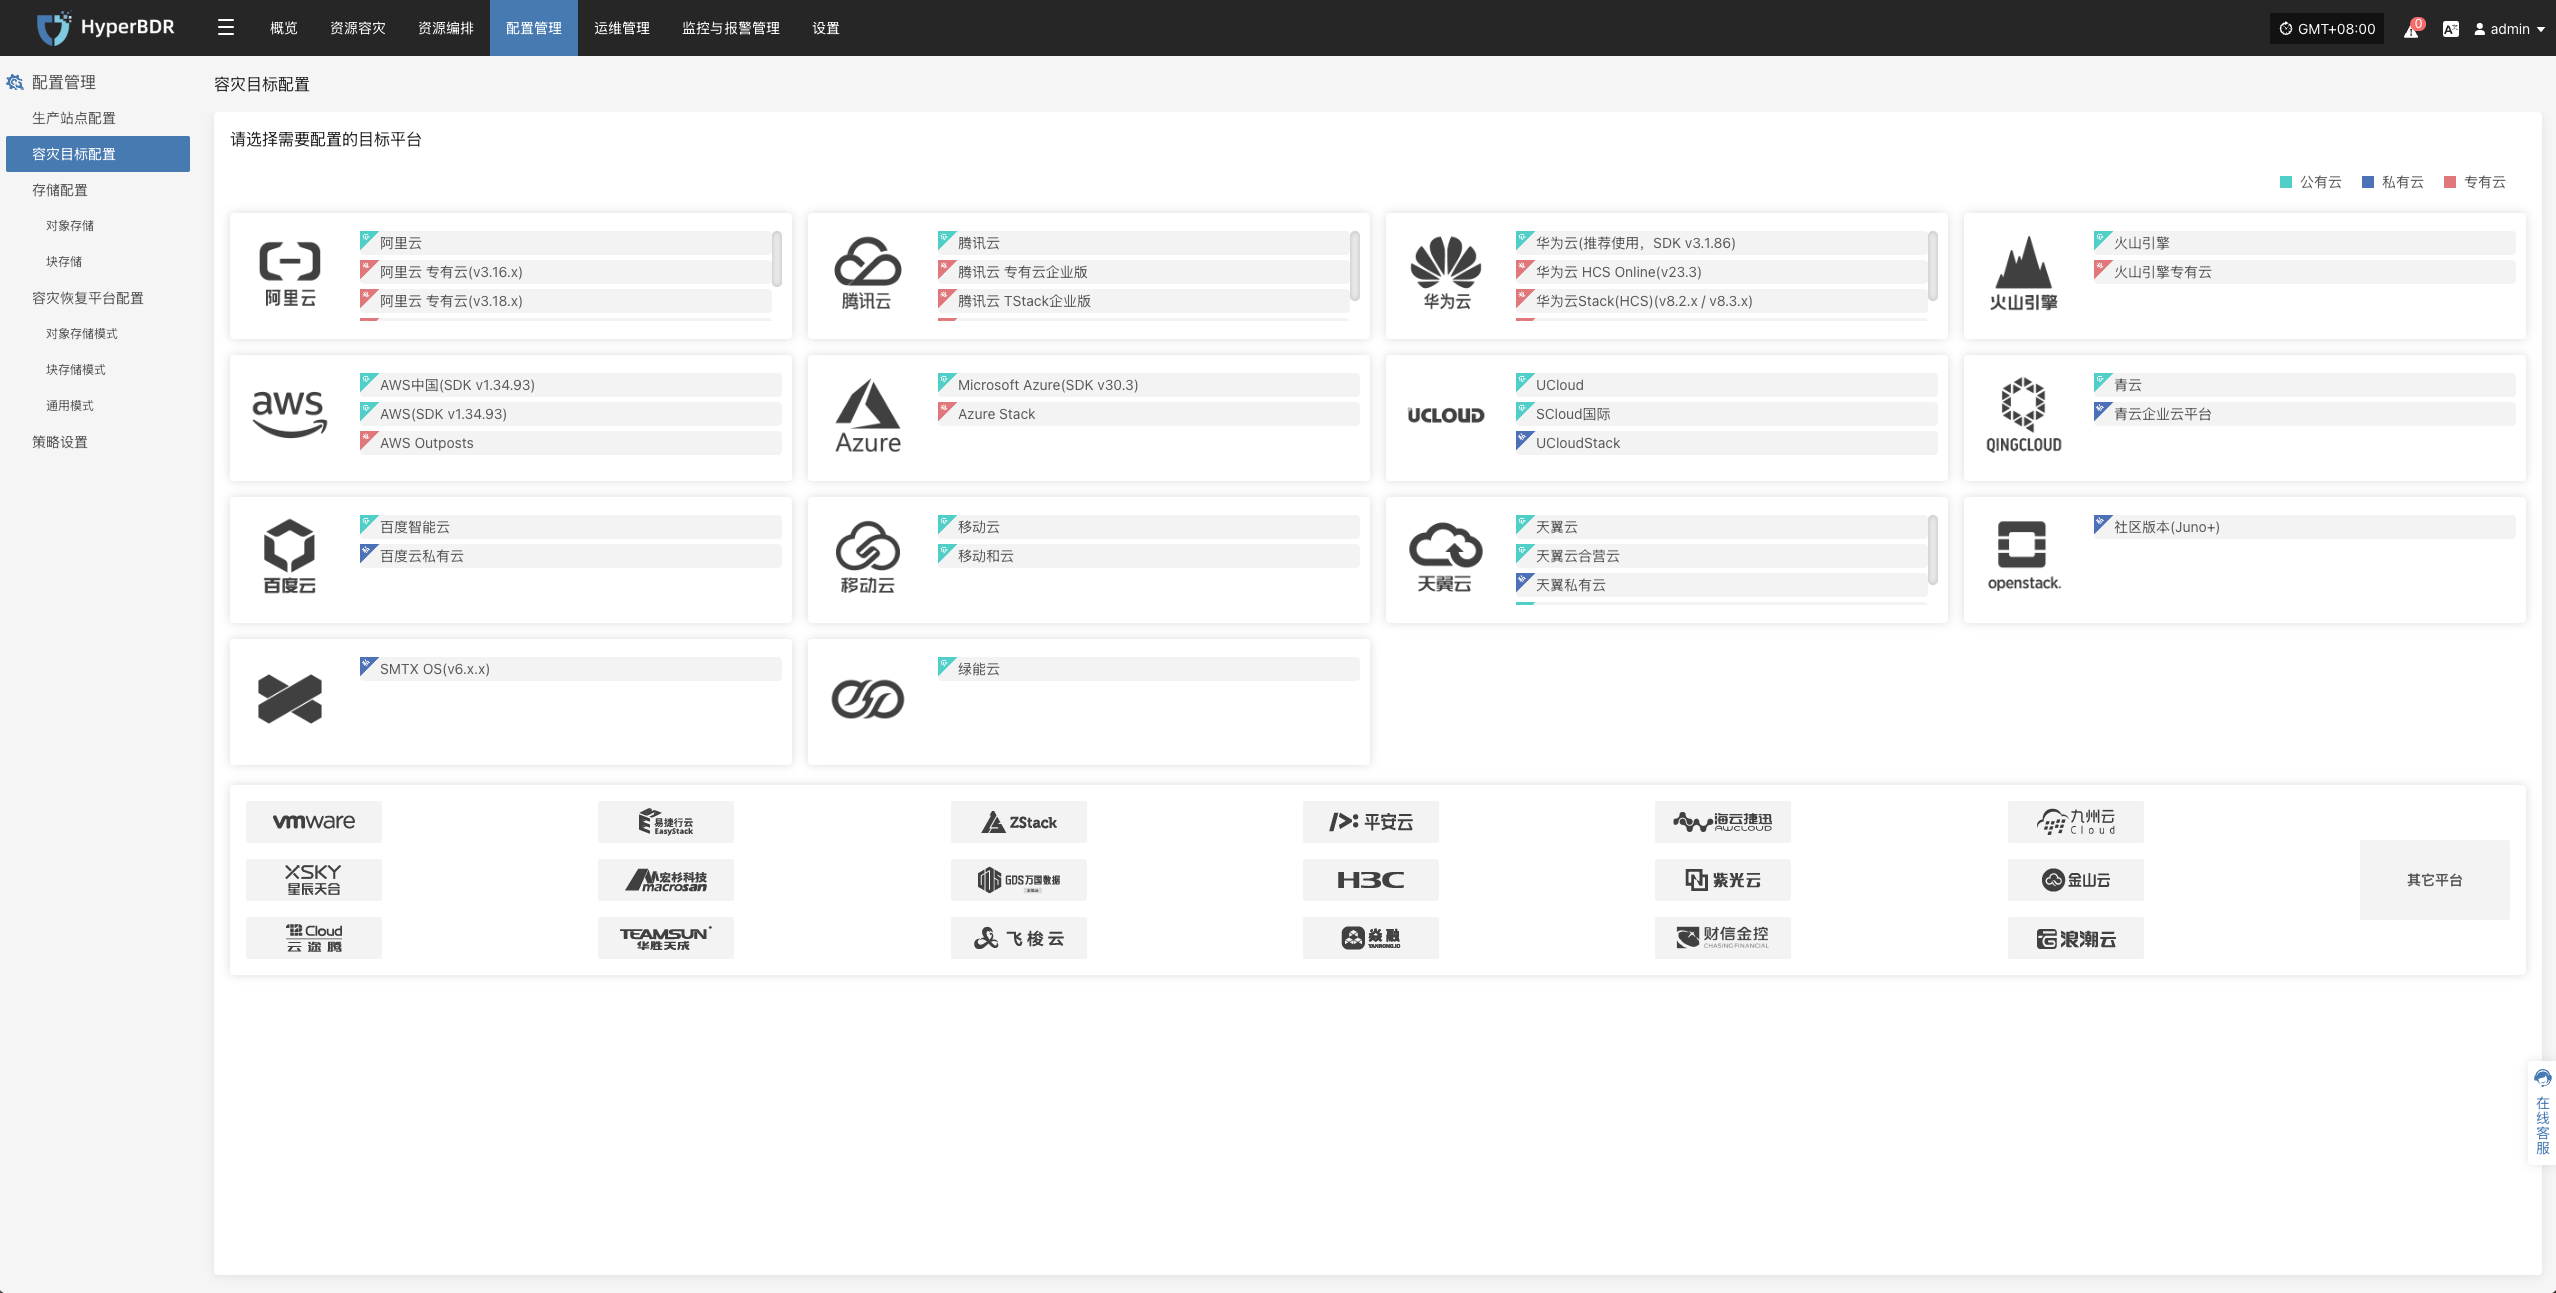 HyperBDR
概览
资源容灾
资源编排
配置管理
运维管理
监控与报警管理
设置
GMT+08:00
0
admin
配置管理
生产站点配置
容灾目标配置
存储配置
对象存储
块存储
容灾恢复平台配置
对象存储模式
块存储模式
通用模式
策略设置
容灾目标配置
请选择需要配置的目标平台
公有云
私有云
专有云
阿里云
阿里云
阿里云 专有云(v3.16.x)
阿里云 专有云(v3.18.x)
腾讯云
腾讯云
腾讯云 专有云企业版
腾讯云 TStack企业版
华为云
华为云(推荐使用，SDK v3.1.86)
华为云 HCS Online(v23.3)
华为云Stack(HCS)(v8.2.x / v8.3.x)
火山引擎
火山引擎
火山引擎专有云
aws
AWS中国(SDK v1.34.93)
AWS(SDK v1.34.93)
AWS Outposts
Azure
Microsoft Azure(SDK v30.3)
Azure Stack
UCLOUD
UCloud
SCloud国际
UCloudStack
QINGCLOUD
青云
青云企业云平台
百度云
百度智能云
百度云私有云
移动云
移动云
移动和云
天翼云
天翼云
天翼云合营云
天翼私有云
openstack.
社区版本(Juno+)
SMTX OS(v6.x.x)
绿能云
vmware
易捷行云
EasyStack
ZStack
平安云
海云捷迅
AWCLOUD
九州云
Cloud
XSKY
星辰天合
宏杉科技
macrosan
GDS万国数据
H3C
紫光云
金山云
其它平台
Cloud
云途腾
TEAMSUN
华胜天成
飞梭云
焱融
YANRONG.IO
财信金控
CHASING FINANCIAL
浪潮云
在线客服